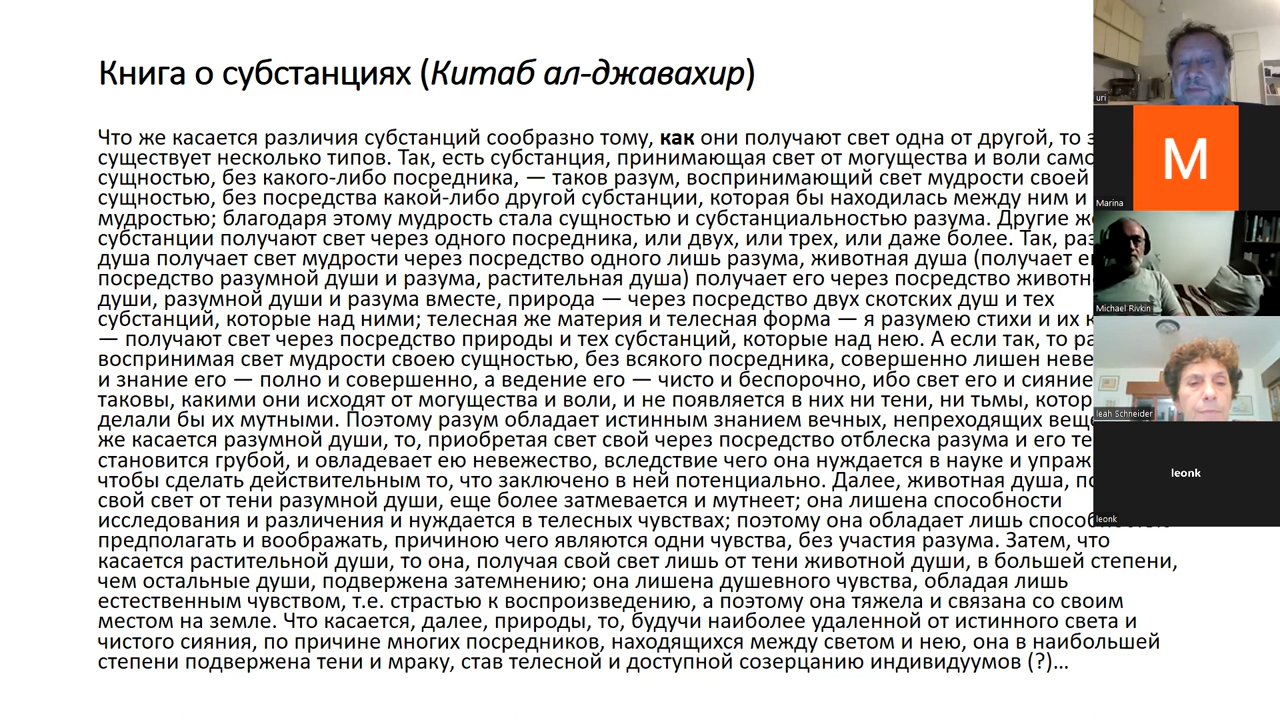 Книга о субстанциях (Китаб ал-джавахир)
Что же касается различия субстанций сообразно тому, как они получают свет одна от другой, то
существует несколько типов. Так, есть субстанция, принимающая свет от могущества и воли
сущностью, без какого-либо посредника, — таков разум, воспринимающий свет мудрости своей
сущностью, без посредства какой-либо другой субстанции, которая бы находилась между ним и
мудростью; благодаря этому мудрость стала сущностью и субстанциальностью разума. Другие
субстанции получают свет через одного посредника, или двух, или трех, или даже более. Так,
душа получает свет мудрости через посредство одного лишь разума, животная душа (получает
посредство разумной души и разума, растительная душа) получает его через посредство
души, разумной души и разума вместе, природа — через посредство двух скотских душ и тех
субстанций, которые над ними; телесная же материя и телесная форма — я разумею стихи и их
— получают свет через посредство природы и тех субстанций, которые над нею. А если так, то
воспринимая свет мудрости своею сущностью, без всякого посредника, совершенно лишен
и знание его — полно и совершенно, а ведение его — чисто и беспорочно, ибо свет его и сияние
таковы, какими они исходят от могущества и воли, и не появляется в них ни тени, ни тьмы,
делали бы их мутными. Поэтому разум обладает истинным знанием вечных, непреходящих
же касается разумной души, то, приобретая свет свой через посредство отблеска разума и его
становится грубой, и овладевает ею невежество, вследствие чего она нуждается в науке и
чтобы сделать действительным то, что заключено в ней потенциально. Далее, животная душа,
свой свет от тени разумной души, еще более затмевается и мутнеет; она лишена способности
исследования и различения и нуждается в телесных чувствах; поэтому она обладает лишь
предполагать и воображать, причиною чего являются одни чувства, без участия разума. Затем, что
касается растительной души, то она, получая свой свет лишь от тени животной души, в большей степени,
чем остальные души, подвержена затемнению; она лишена душевного чувства, обладая лишь
естественным чувством, т.е. страстью к воспроизведению, а поэтому она тяжела и связана со своим
местом на земле. Что касается, далее, природы, то, будучи наиболее удаленной от истинного света и
чистого сияния, по причине многих посредников, находящихся между светом и нею, она в наибольшей
степени подвержена тени и мраку, став телесной и доступной созерцанию индивидуумов (?)…
uri
M
Marina
Michael Rivkin
leah Schneider
leonk
leonk